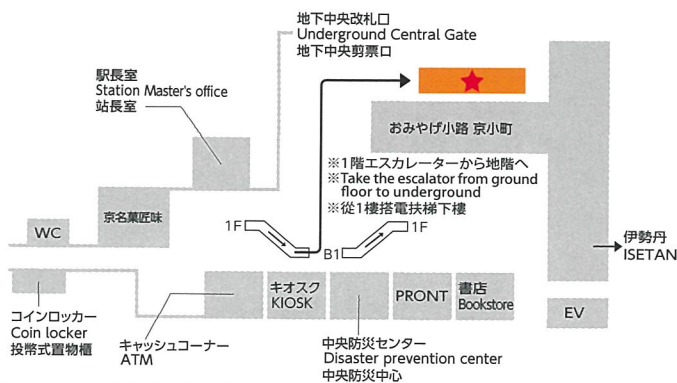 地下中央改札口
Underground Central Gate
地下中央剪票口
駅長室
Station Master's office
站長室
おみやげ小路 京小町
※1階エスカレーターから地階へ
※Take the escalator from ground
floor to underground
※從1樓搭電扶梯下樓
京名菓匠味
WC
1F
B1
1F
伊勢丹
ISETAN
キオスク
KIOSK
PRONT
書店
Bookstore
EV
コインロッカー
Coin locker
投幣式置物櫃
キャッシュコーナー
ATM
中央防災センター
Disaster prevention center
中央防災中心